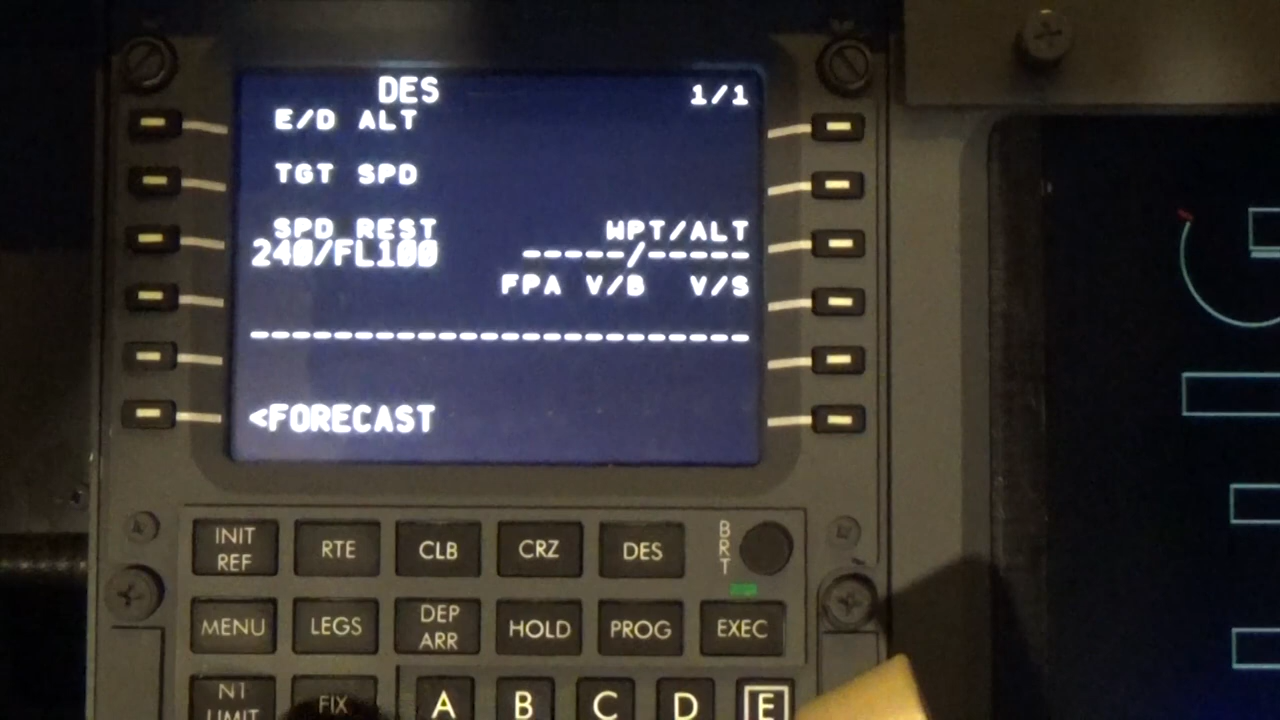 DES 1/1
E/D ALT
TGT SPD
SPD REST WPT/ALT
240/FL100 -----/-----
FPA V/B V/S
------------------------
<FORECAST
INIT REF
RTE
CLB
CRZ
DES
BRT
MENU
LEGS
DEP ARR
HOLD
PROG
EXEC
N1 LIMIT
FIX
A B C D E